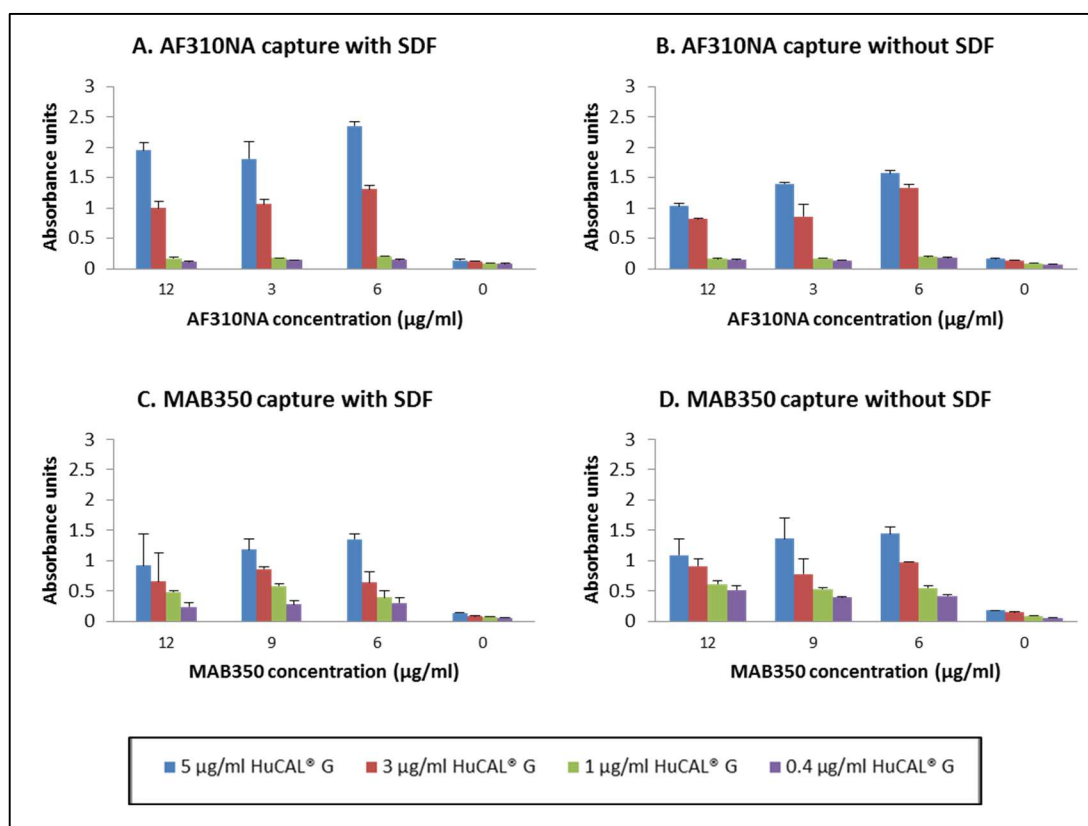 A. AF310NA capture with SDF
Absorbance units
3
2.5
2
1.5
1
0.5
0
12 3 6 0
AF310NA concentration (µg/ml)
B. AF310NA capture without SDF
Absorbance units
3
2.5
2
1.5
1
0.5
0
12 3 6 0
AF310NA concentration (µg/ml)
C. MAB350 capture with SDF
Absorbance units
3
2.5
2
1.5
1
0.5
0
12 9 6 0
MAB350 concentration (µg/ml)
D. MAB350 capture without SDF
Absorbance units
3
2.5
2
1.5
1
0.5
0
12 9 6 0
MAB350 concentration (µg/ml)
5 µg/ml HuCAL® G 3 µg/ml HuCAL® G 1 µg/ml HuCAL® G 0.4 µg/ml HuCAL® G